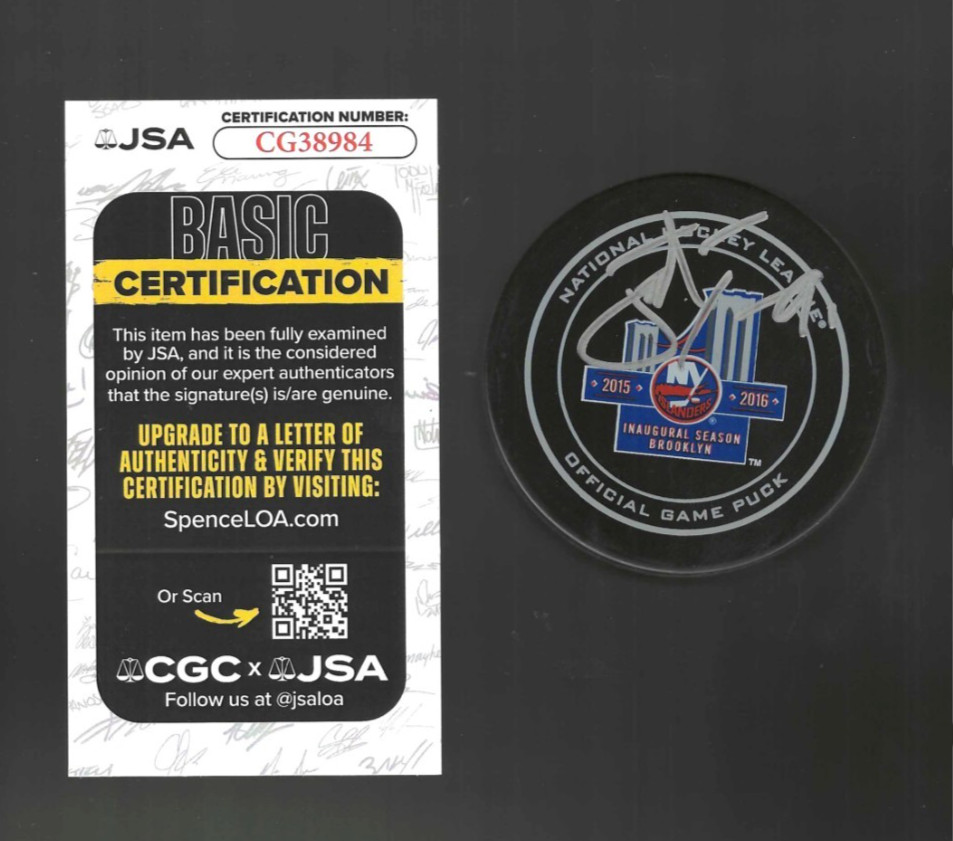 JSA
CERTIFICATION NUMBER:
CG38984
BASIC
CERTIFICATION
This item has been fully examined
by JSA, and it is the considered
opinion of our expert authenticators
that the signature(s) is/are genuine.
UPGRADE TO A LETTER OF
AUTHENTICITY & VERIFY THIS
CERTIFICATION BY VISITING:
SpenceLOA.com
Or Scan
CGC x JSA
Follow us at @jsaloa
NATIONAL HOCKEY LEAGUE®
2015
2016
NY
ISLANDERS
®
INAUGURAL SEASON
BROOKLYN
TM
OFFICIAL GAME PUCK